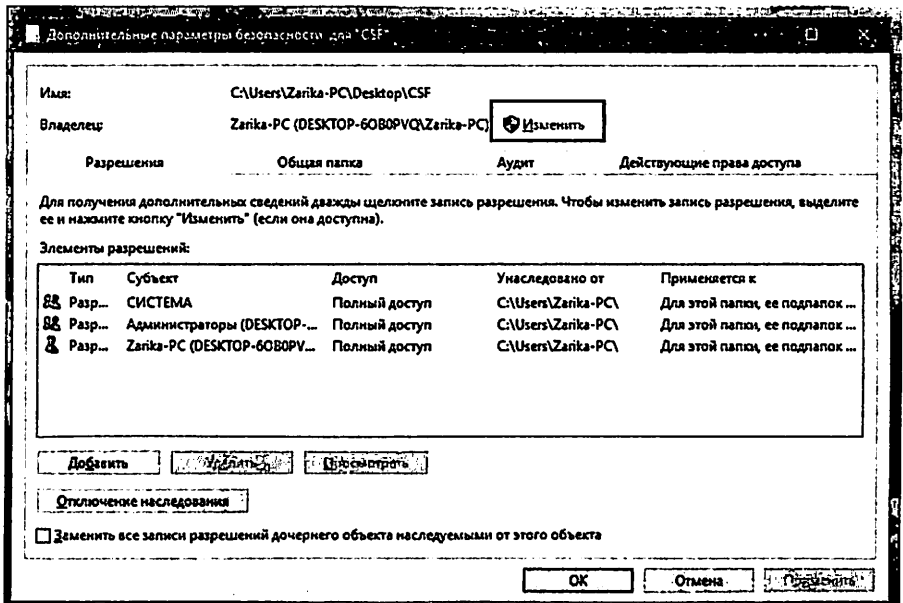 Дополнительные параметры безопасности для "CSF"
Имя: C:\Users\Zarika-PC\Desktop\CSF
Владелец: Zarika-PC (DESKTOP-6OB0PVQ\Zarika-PC) Изменить
Разрешения Общая папка Аудит Действующие права доступа
Для получения дополнительных сведений дважды щелкните запись разрешения. Чтобы изменить запись разрешения, выделите
ее и нажмите кнопку "Изменить" (если она доступна).
Элементы разрешений:
Тип Субъект Доступ Унаследовано от Применяется к
Разр... СИСТЕМА Полный доступ C:\Users\Zarika-PC\ Для этой папки, ее подпапок ...
Разр... Администраторы (DESKTOP-... Полный доступ C:\Users\Zarika-PC\ Для этой папки, ее подпапок ...
Разр... Zarika-PC (DESKTOP-6OB0PV... Полный доступ C:\Users\Zarika-PC\ Для этой папки, ее подпапок ...
Добавить Удалить Просмотреть
Отключение наследования
Заменить все записи разрешений дочернего объекта наследуемыми от этого объекта
ОК Отмена Применить